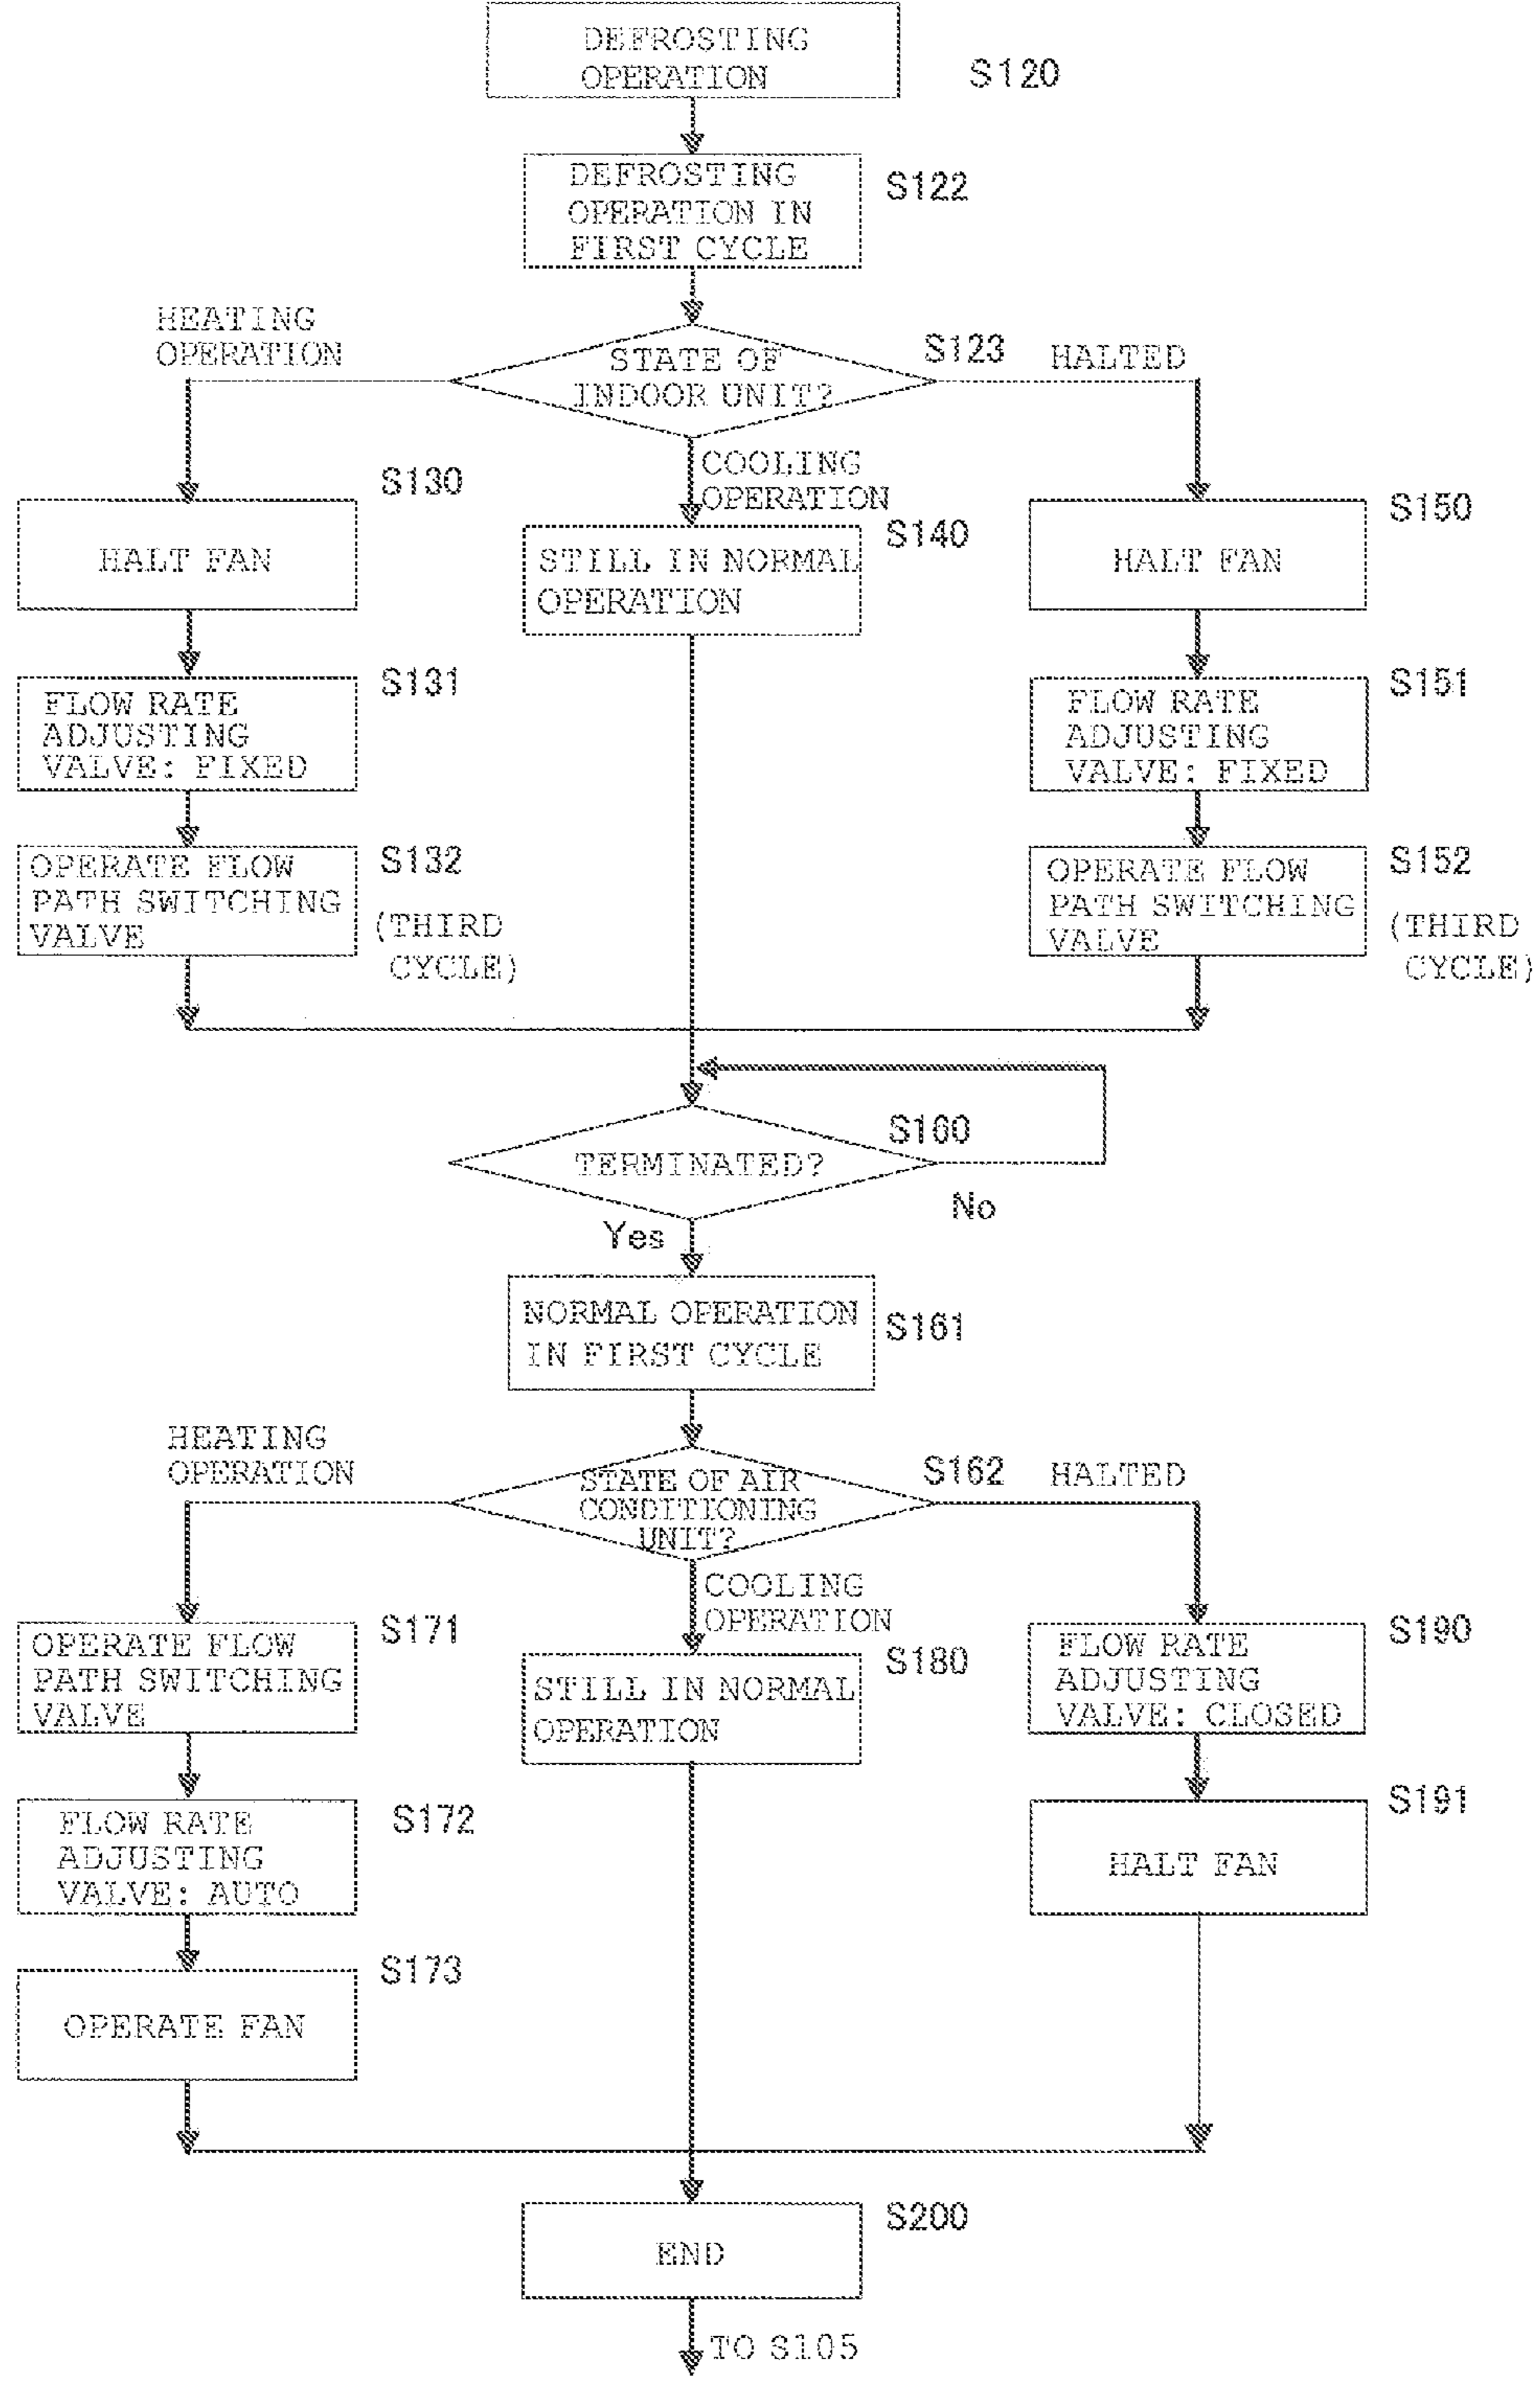 DEFROSTING
OPERATION
S120
DEFROSTING
OPERATION IN
FIRST CYCLE
S122
HEATING
OPERATION
STATE OF
INDOOR UNIT?
S123
HALTED
COOLING
OPERATION
S130
HALT FAN
S140
STILL IN NORMAL
OPERATION
S150
HALT FAN
S131
FLOW RATE
ADJUSTING
VALVE: FIXED
S151
FLOW RATE
ADJUSTING
VALVE: FIXED
S132
OPERATE FLOW
PATH SWITCHING
VALVE
(THIRD
CYCLE)
S152
OPERATE FLOW
PATH SWITCHING
VALVE
(THIRD
CYCLE)
S160
TERMINATED?
No
Yes
NORMAL OPERATION
IN FIRST CYCLE
S161
HEATING
OPERATION
STATE OF AIR
CONDITIONING
UNIT?
S162
HALTED
COOLING
OPERATION
S171
OPERATE FLOW
PATH SWITCHING
VALVE
S180
STILL IN NORMAL
OPERATION
S190
FLOW RATE
ADJUSTING
VALVE: CLOSED
S172
FLOW RATE
ADJUSTING
VALVE: AUTO
S191
HALT FAN
S173
OPERATE FAN
S200
END
TO S105